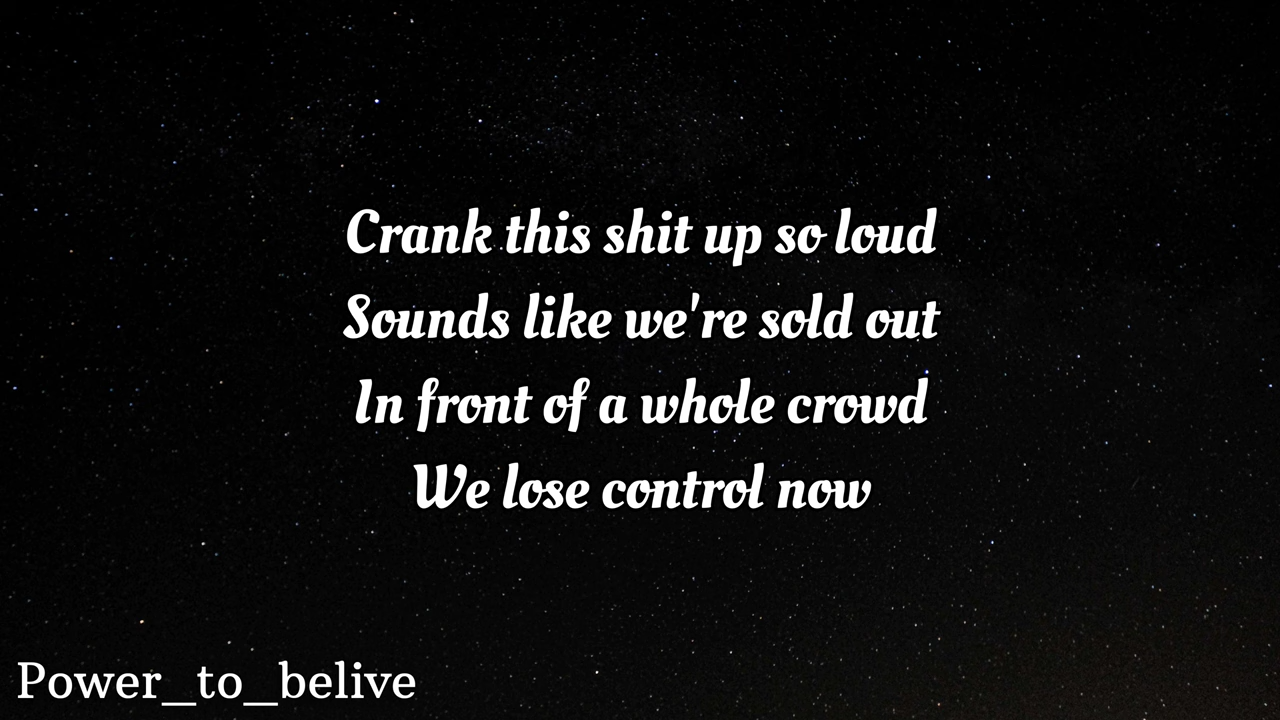 Crank this shit up so loud
Sounds like we're sold out
In front of a whole crowd
We lose control now
Power_to_belive